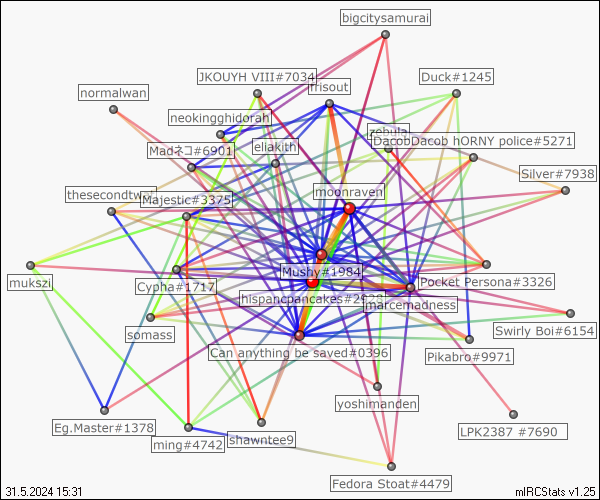 bigcitysamurai
JKOUYH VIII#7034
Duck#1245
frisout
normalwan
neokingghidorah
zebula
DacobDacob hORNY police#5271
Madネコ#6901
eliakith
Silver#7938
moonraven
Majestic#3375
Mushy#1984
Pocket Persona#3326
mukszi
Cypha#1717
marcemadness
Swirly Boi#6154
somass
Can anything be saved#0396
Pikabro#9971
yoshimanden
Eg.Master#1378
LPK2387 #7690
ming#4742
shawntee9
Fedora Stoat#4479
31.5.2024 15:31
mIRCStats v1.25